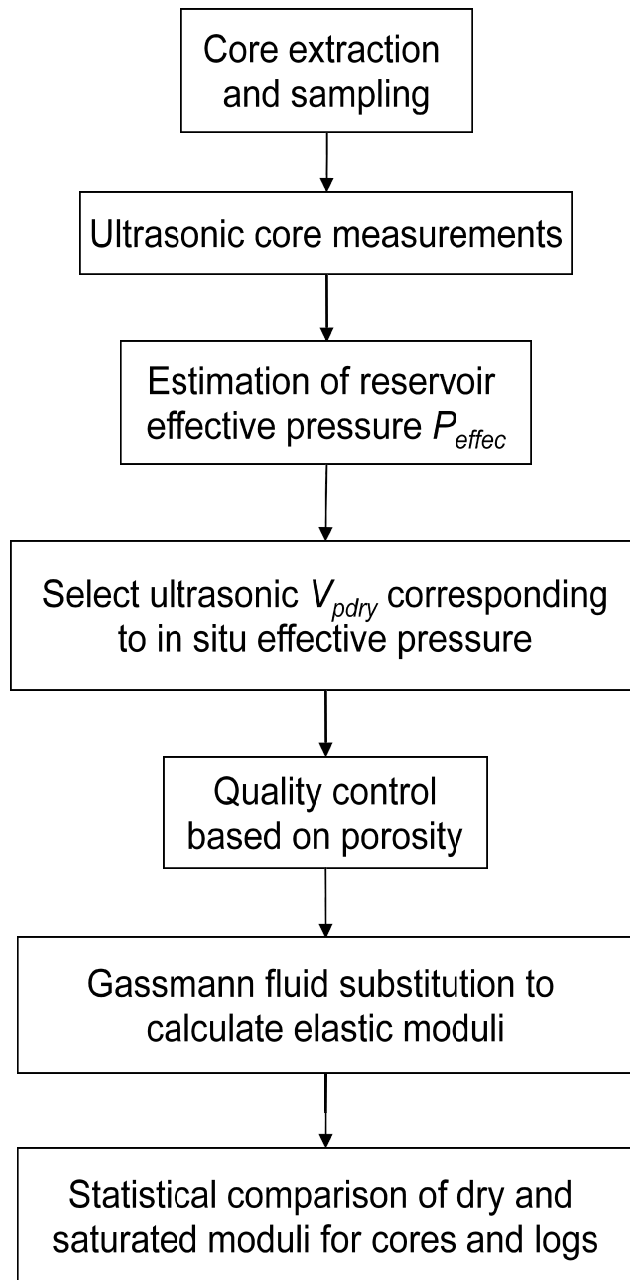 Core extraction
and sampling
Ultrasonic core measurements
Estimation of reservoir
effective pressure P_effec
Select ultrasonic V_pdry corresponding
to in situ effective pressure
Quality control
based on porosity
Gassmann fluid substitution to
calculate elastic moduli
Statistical comparison of dry and
saturated moduli for cores and logs